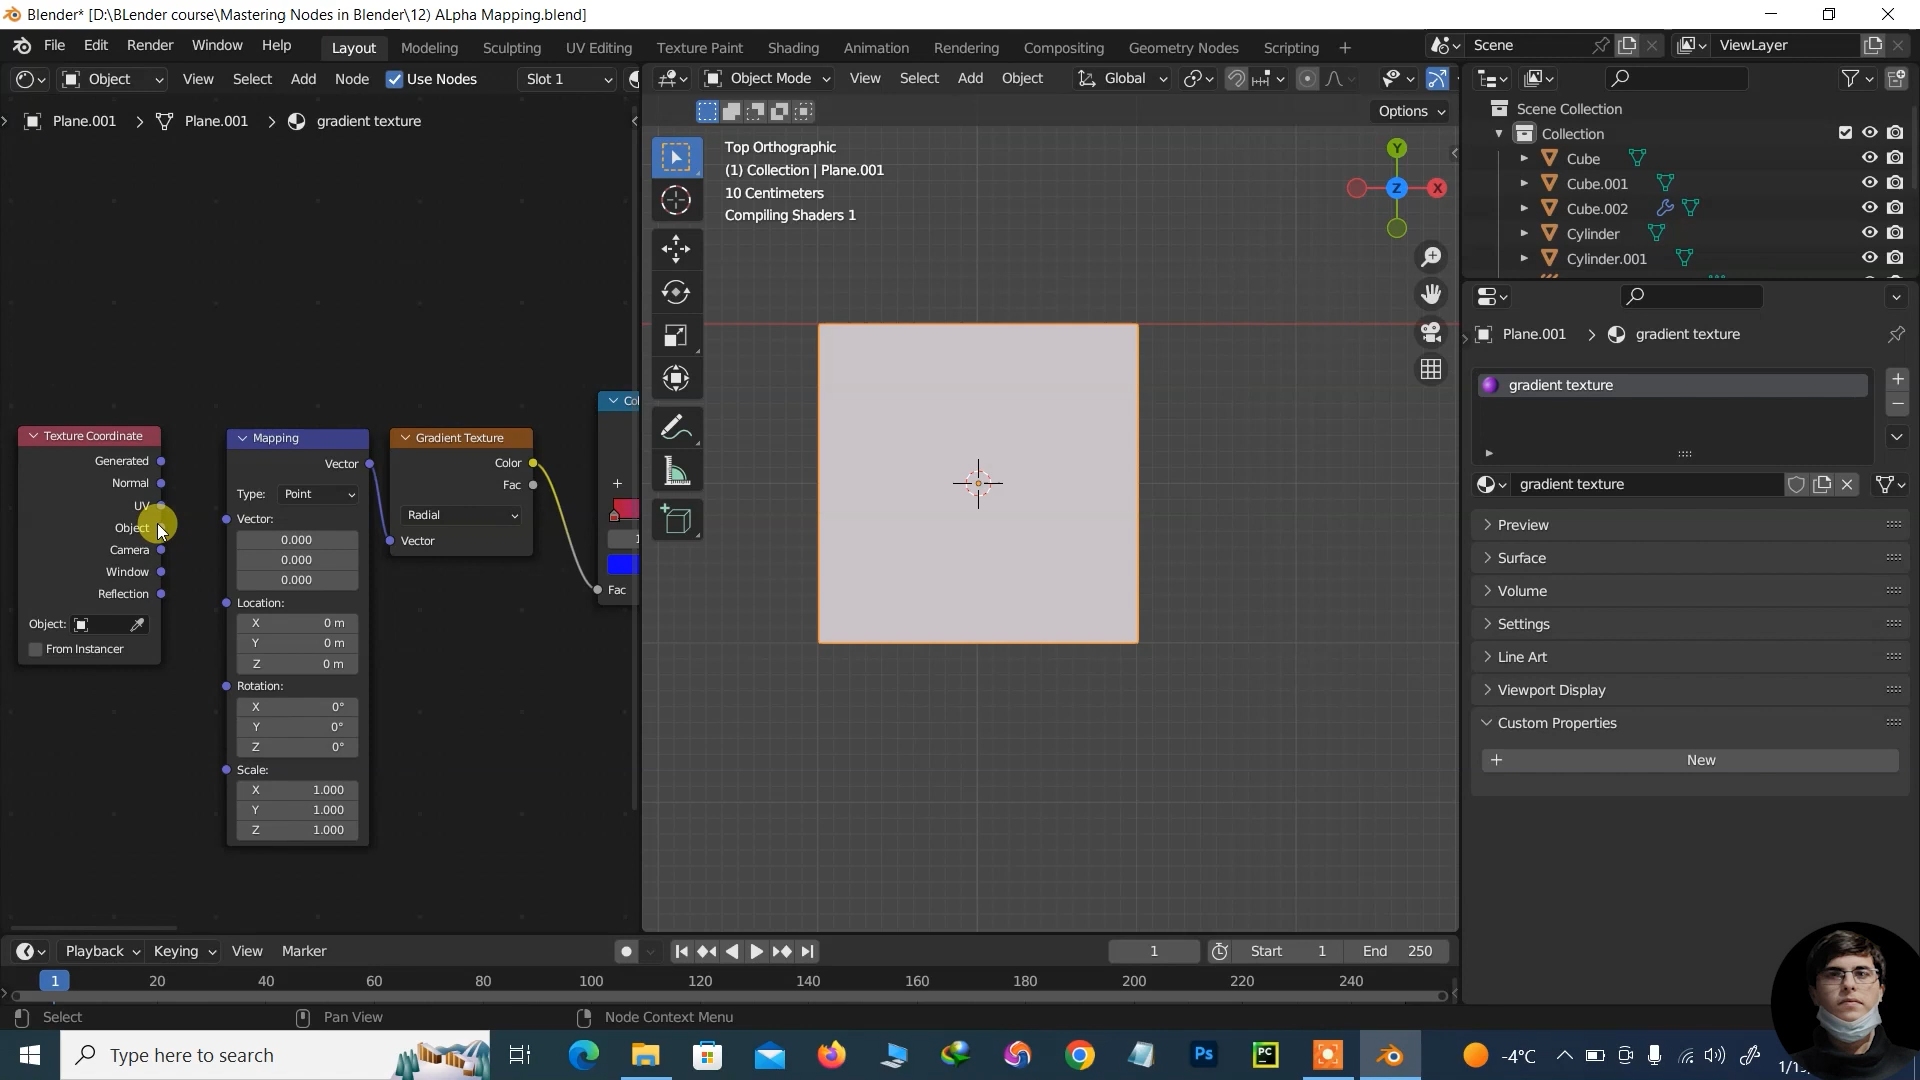 Blender* [D:\BLender course\Mastering Nodes in Blender\12) ALpha Mapping.blend]
File Edit Render Window Help Layout Modeling Sculpting UV Editing Texture Paint Shading Animation Rendering Compositing Geometry Nodes Scripting + Scene ViewLayer
Object View Select Add Node Use Nodes Slot 1 Object Mode View Select Add Object Global
Options
Plane.001 > Plane.001 > gradient texture
Top Orthographic
(1) Collection | Plane.001
10 Centimeters
Compiling Shaders 1
Y
Z X
Scene Collection
Collection
Cube
Cube.001
Cube.002
Cylinder
Cylinder.001
Plane.001 > gradient texture
gradient texture
gradient texture
Preview
Surface
Volume
Settings
Line Art
Viewport Display
Custom Properties
+ New
Texture Coordinate
Generated
Normal
UV
Object
Camera
Window
Reflection
Object:
From Instancer
Mapping
Vector
Type: Point
Vector:
0.000
0.000
0.000
Location:
X 0 m
Y 0 m
Z 0 m
Rotation:
X 0°
Y 0°
Z 0°
Scale:
X 1.000
Y 1.000
Z 1.000
Gradient Texture
Color
Fac
Radial
Vector
Col
+
1
Fac
Playback Keying View Marker 1 Start 1 End 250
1 20 40 60 80 100 120 140 160 180 200 220 240
Select Pan View Node Context Menu
Type here to search Ps PC -4°C